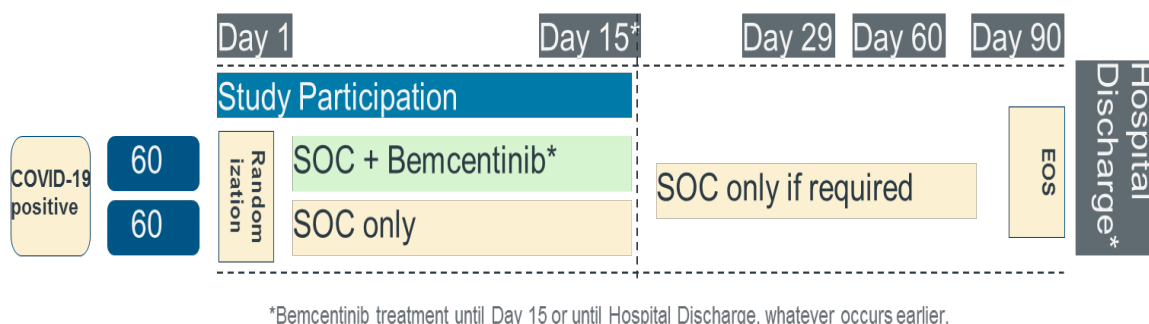 Day 1
Day 15*
Day 29
Day 60
Day 90
Hospital
Discharge*
Study Participation
COVID-19
positive
60
60
Random
ization
SOC + Bemcentinib*
SOC only
SOC only if required
EOS
*Bemcentinib treatment until Day 15 or until Hospital Discharge, whatever occurs earlier.